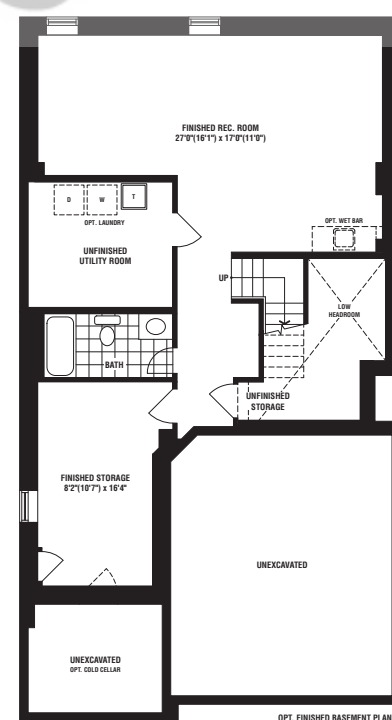 FINISHED REC. ROOM
27'0"(16'1") x 17'0"(11'0")
D
W
T
OPT. LAUNDRY
UNFINISHED
UTILITY ROOM
OPT. WET BAR
UP
LOW
HEADROOM
BATH
UNFINISHED
STORAGE
FINISHED STORAGE
8'2"(10'7") x 16'4"
UNEXCAVATED
UNEXCAVATED
OPT. COLD CELLAR
OPT. FINISHED BASEMENT PLAN